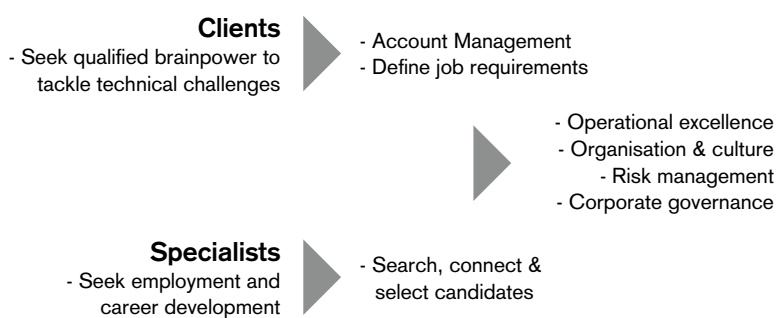 Clients
- Seek qualified brainpower to
tackle technical challenges
- Account Management
- Define job requirements
- Operational excellence
- Organisation & culture
- Risk management
- Corporate governance
Specialists
- Seek employment and
career development
- Search, connect &
select candidates